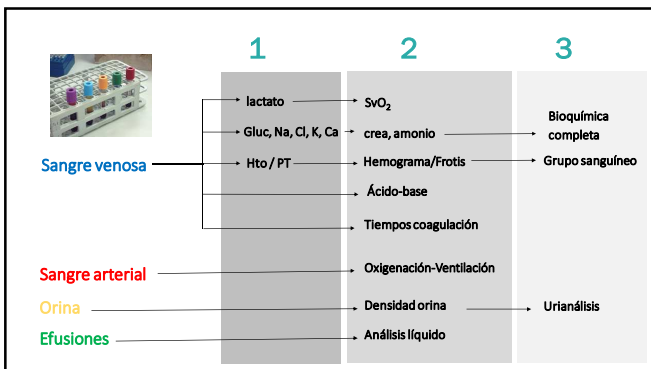 1 2 3
lactato SvO₂
Gluc, Na, Cl, K, Ca crea, amonio Bioquímica
completa
Sangre venosa Hto / PT Hemograma/Frotis Grupo sanguíneo
Ácido-base
Tiempos coagulación
Sangre arterial Oxigenación-Ventilación
Orina Densidad orina Urianálisis
Efusiones Análisis líquido